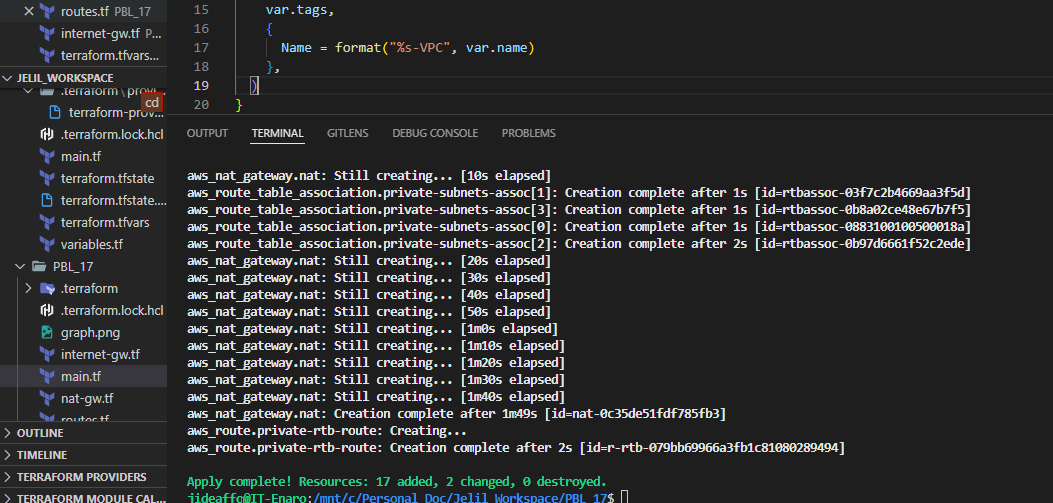 routes.tf PBL_17
internet-gw.tf P...
terraform.tfvars...
JELIL_WORKSPACE
.terraform \ provi...
cd
terraform-prov...
.terraform.lock.hcl
main.tf
terraform.tfstate
terraform.tfstate....
terraform.tfvars
variables.tf
PBL_17
.terraform
.terraform.lock.hcl
graph.png
internet-gw.tf
main.tf
nat-gw.tf
routes.tf
OUTLINE
TIMELINE
TERRAFORM PROVIDERS
TERRAFORM MODULE CAL...
15 var.tags,
16 {
17 Name = format("%s-VPC", var.name)
18 },
19 )
20 }
OUTPUT TERMINAL GITLENS DEBUG CONSOLE PROBLEMS
aws_nat_gateway.nat: Still creating... [10s elapsed]
aws_route_table_association.private-subnets-assoc[1]: Creation complete after 1s [id=rtbassoc-03f7c2b4669aa3f5d]
aws_route_table_association.private-subnets-assoc[3]: Creation complete after 1s [id=rtbassoc-0b8a02ce48e67b7f5]
aws_route_table_association.private-subnets-assoc[0]: Creation complete after 1s [id=rtbassoc-0883100100500018a]
aws_route_table_association.private-subnets-assoc[2]: Creation complete after 2s [id=rtbassoc-0b97d6661f52c2ede]
aws_nat_gateway.nat: Still creating... [20s elapsed]
aws_nat_gateway.nat: Still creating... [30s elapsed]
aws_nat_gateway.nat: Still creating... [40s elapsed]
aws_nat_gateway.nat: Still creating... [50s elapsed]
aws_nat_gateway.nat: Still creating... [1m0s elapsed]
aws_nat_gateway.nat: Still creating... [1m10s elapsed]
aws_nat_gateway.nat: Still creating... [1m20s elapsed]
aws_nat_gateway.nat: Still creating... [1m30s elapsed]
aws_nat_gateway.nat: Still creating... [1m40s elapsed]
aws_nat_gateway.nat: Creation complete after 1m49s [id=nat-0c35de51fdf785fb3]
aws_route.private-rtb-route: Creating...
aws_route.private-rtb-route: Creation complete after 2s [id=r-rtb-079bb69966a3fb1c81080289494]
Apply complete! Resources: 17 added, 2 changed, 0 destroyed.
jideaffo@IT-Enaro:/mnt/c/Personal Doc/Jelil Workspace/PBL 17$